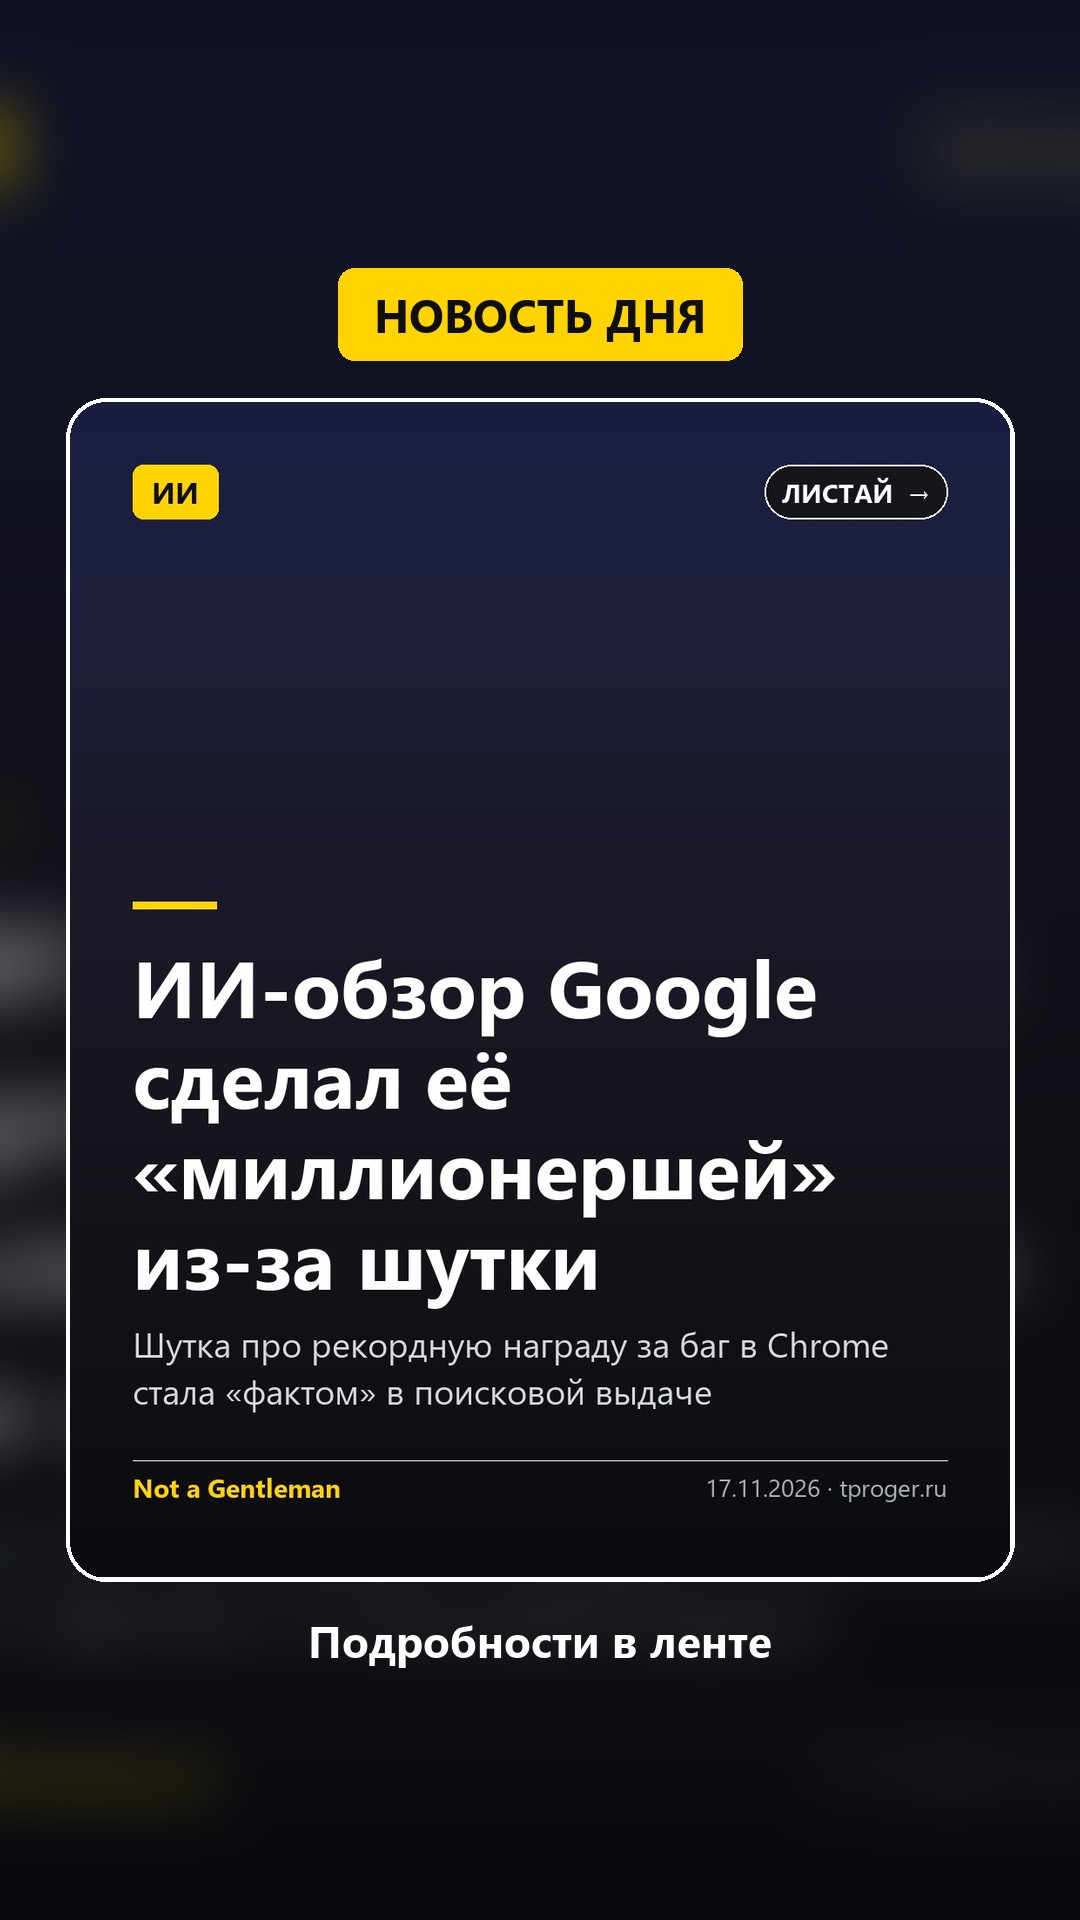 НОВОСТЬ ДНЯ
ИИ
ЛИСТАЙ →
ИИ-обзор Google
сделал её
«миллионершей»
из-за шутки
Шутка про рекордную награду за баг в Chrome
стала «фактом» в поисковой выдаче
Not a Gentleman
17.11.2026 · tproger.ru
Подробности в ленте